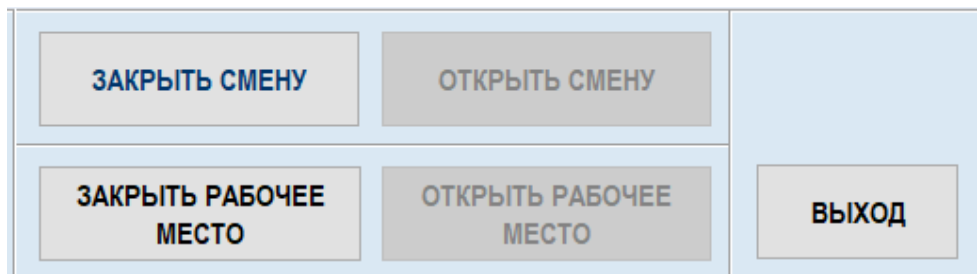 ЗАКРЫТЬ СМЕНУ
ОТКРЫТЬ СМЕНУ
ЗАКРЫТЬ РАБОЧЕЕ
МЕСТО
ОТКРЫТЬ РАБОЧЕЕ
МЕСТО
ВЫХОД